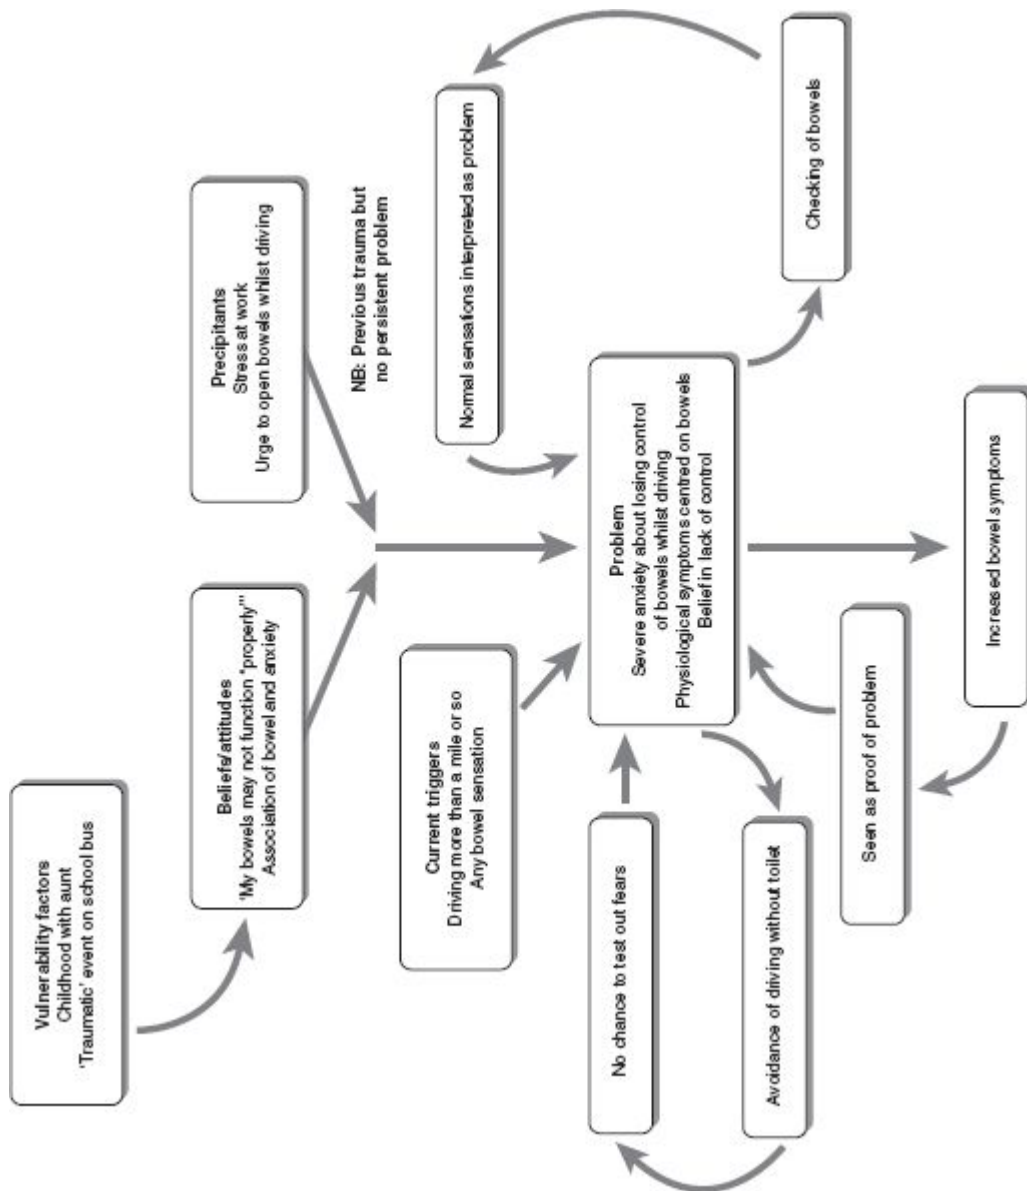 Vulnerability factors
Childhood with aunt
'Traumatic' event on school bus
Beliefs/attitudes
'My bowels may not function "properly"'
Association of bowel and anxiety
Precipitants
Stress at work
Urge to open bowels whilst driving
NB: Previous trauma but
no persistent problem
Current triggers
Driving more than a mile or so
Any bowel sensation
Normal sensations interpreted as problem
Problem
Severe anxiety about losing control
of bowels whilst driving
Physiological symptoms centred on bowels
Belief in lack of control
No chance to test out fears
Avoidance of driving without toilet
Checking of bowels
Seen as proof of problem
Increased bowel symptoms